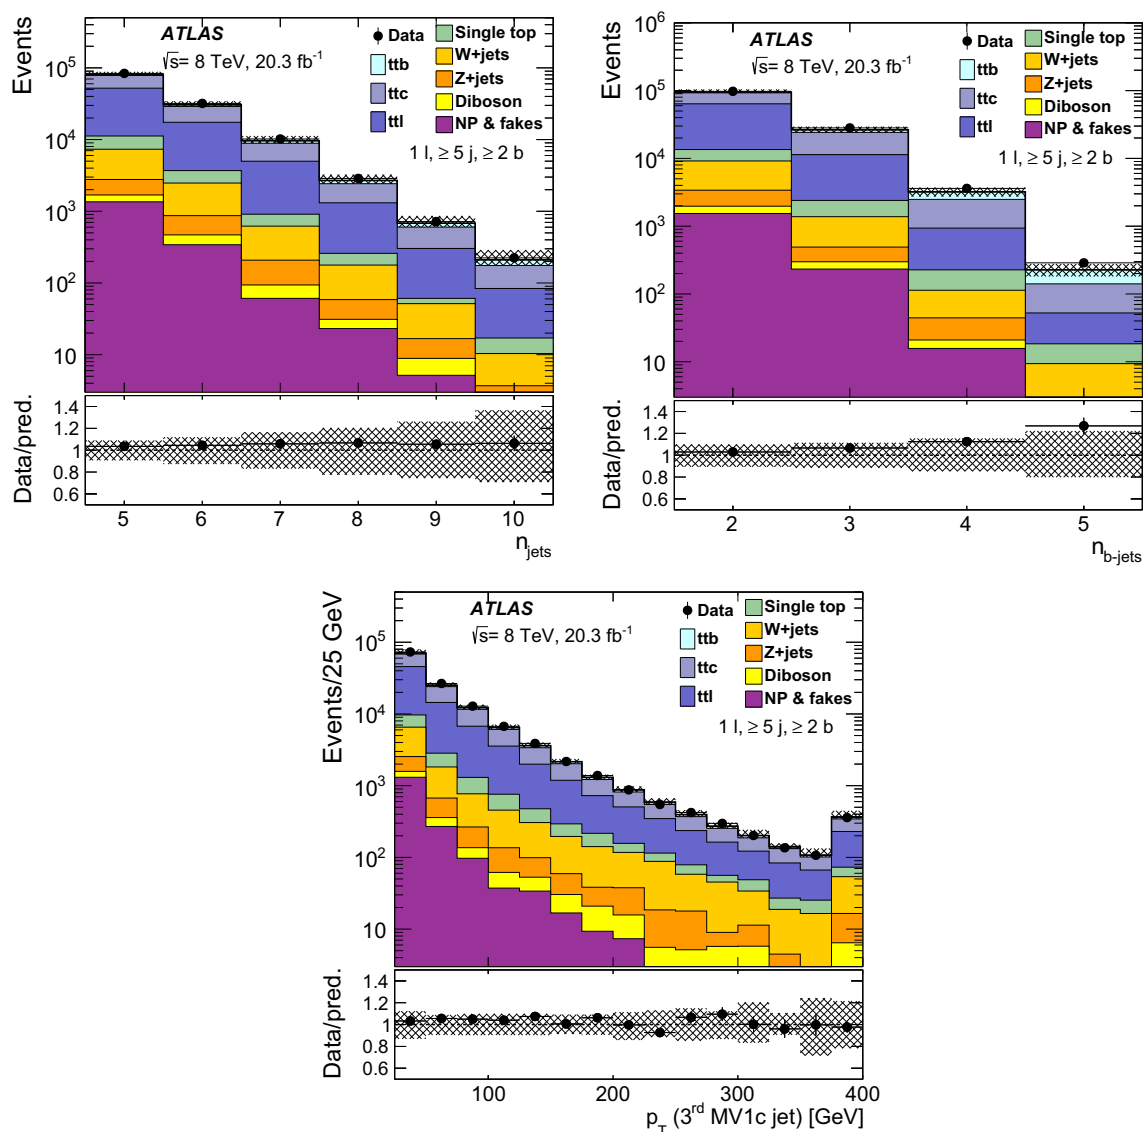 Events
ATLAS
√s= 8 TeV, 20.3 fb⁻¹
Data
ttb
ttc
ttl
Single top
W+jets
Z+jets
Diboson
NP & fakes
1 l, ≥ 5 j, ≥ 2 b
10⁵
10⁴
10³
10²
10
Data/pred.
1.4
1.2
1
0.8
0.6
5 6 7 8 9 10
n_jets
Events
ATLAS
√s= 8 TeV, 20.3 fb⁻¹
Data
ttb
ttc
ttl
Single top
W+jets
Z+jets
Diboson
NP & fakes
1 l, ≥ 5 j, ≥ 2 b
10⁶
10⁵
10⁴
10³
10²
10
Data/pred.
1.4
1.2
1
0.8
0.6
2 3 4 5
n_b-jets
Events/25 GeV
ATLAS
√s= 8 TeV, 20.3 fb⁻¹
Data
ttb
ttc
ttl
Single top
W+jets
Z+jets
Diboson
NP & fakes
1 l, ≥ 5 j, ≥ 2 b
10⁵
10⁴
10³
10²
10
Data/pred.
1.4
1.2
1
0.8
0.6
100 200 300 400
p_T (3ʳᵈ MV1c jet) [GeV]